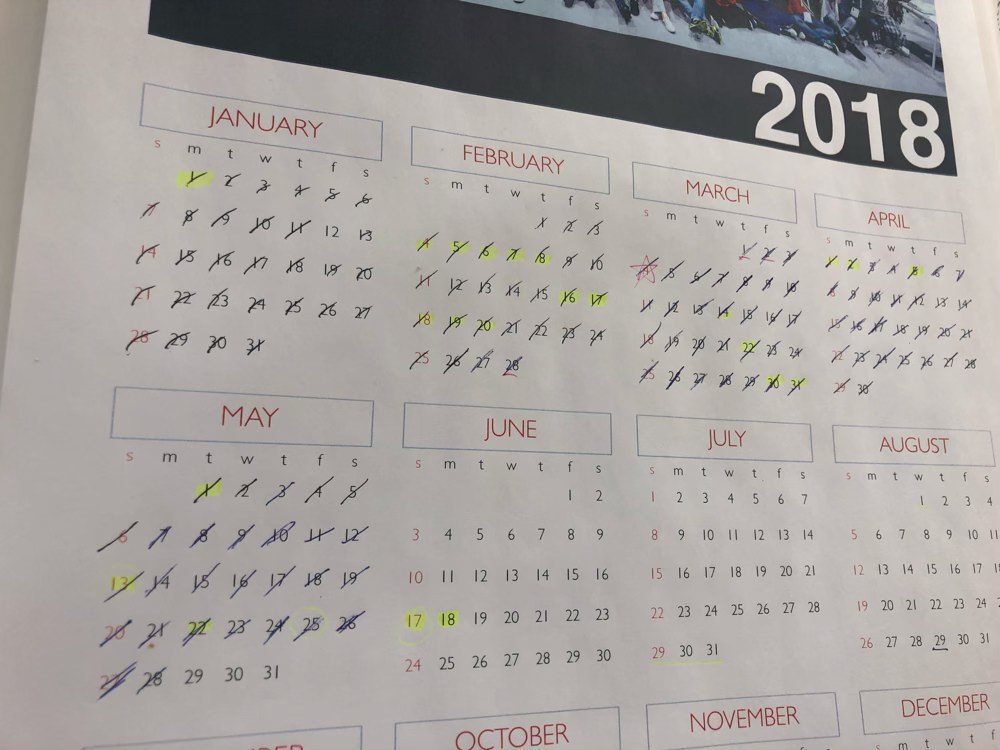 2018
JANUARY
s m t w t f s
1 2 3 4 5 6
7 8 9 10 11 12 13
14 15 16 17 18 19 20
21 22 23 24 25 26 27
28 29 30 31
FEBRUARY
s m t w t f s
1 2 3
4 5 6 7 8 9 10
11 12 13 14 15 16 17
18 19 20 21 22 23 24
25 26 27 28
MARCH
s m t w t f s
1 2 3
4 5 6 7 8 9 10
11 12 13 14 15 16 17
18 19 20 21 22 23 24
25 26 27 28 29 30 31
APRIL
s m t w t f s
1 2 3 4 5 6 7
8 9 10 11 12 13 14
15 16 17 18 19 20 21
22 23 24 25 26 27 28
29 30
MAY
s m t w t f s
1 2 3 4 5
6 7 8 9 10 11 12
13 14 15 16 17 18 19
20 21 22 23 24 25 26
27 28 29 30 31
JUNE
s m t w t f s
1 2
3 4 5 6 7 8 9
10 11 12 13 14 15 16
17 18 19 20 21 22 23
24 25 26 27 28 29 30
JULY
s m t w t f s
1 2 3 4 5 6 7
8 9 10 11 12 13 14
15 16 17 18 19 20 21
22 23 24 25 26 27 28
29 30 31
AUGUST
s m t w t f s
1 2 3 4
5 6 7 8 9 10 11
12 13 14 15 16 17
19 20 21 22 23 24
26 27 28 29 30 31
OCTOBER
NOVEMBER
DECEMBER